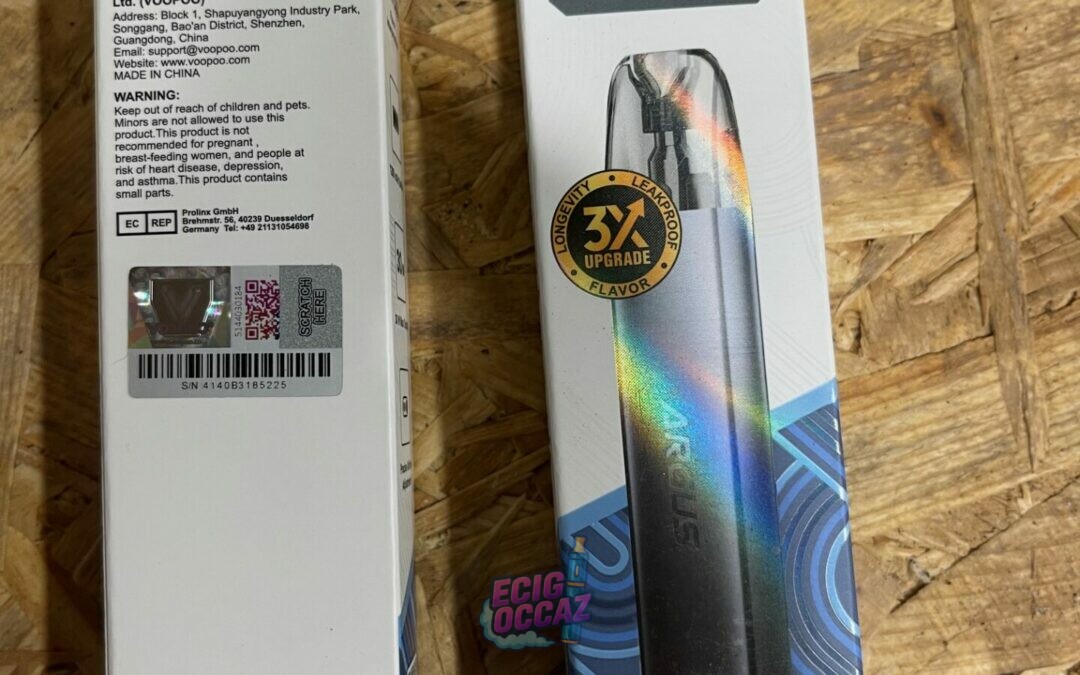 Ltd. (VOOPOO)
Address: Block 1, Shapuyangyong Industry Park,
Songgang, Bao'an District, Shenzhen,
Guangdong, China
Email: support@voopoo.com
Website: www.voopoo.com
MADE IN CHINA
WARNING:
Keep out of reach of children and pets.
Minors are not allowed to use this
product.This product is not
recommended for pregnant ,
breast-feeding women, and people at
risk of heart disease, depression,
and asthma.This product contains
small parts.
EC REP
Prolinx GmbH
Brehmstr. 56, 40239 Duesseldorf
Germany Tel: +49 21131054698
5144030184
SCRATCH
HERE
S/N 4140B3185225
LONGEVITY • LEAKPROOF
3X
UPGRADE
• FLAVOR •
ARGUS
ECIG
OCCAZ